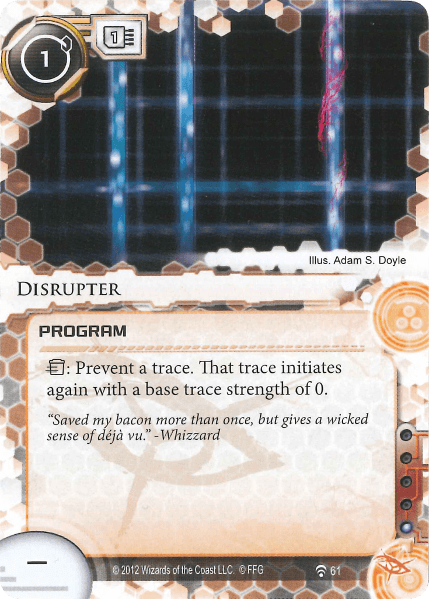 1
1
Illus. Adam S. Doyle
DISRUPTER
PROGRAM
: Prevent a trace. That trace initiates
again with a base trace strength of 0.
“Saved my bacon more than once, but gives a wicked
sense of déjà vu.” -Whizzard
–
© 2012 Wizards of the Coast LLC. © FFG
61